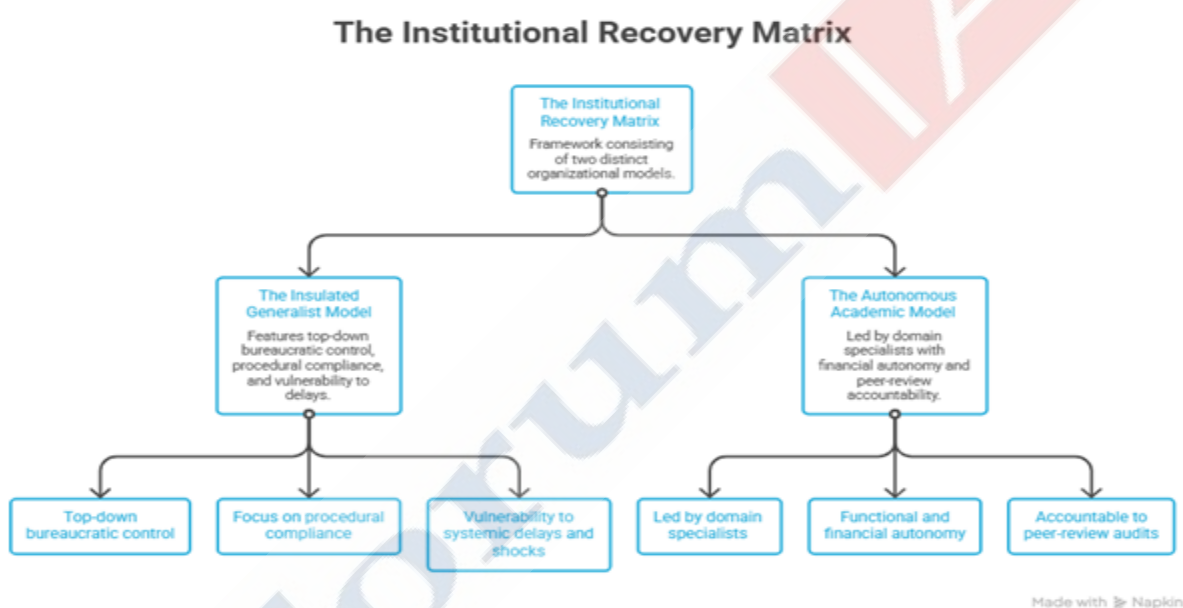 The Institutional Recovery Matrix
The Institutional
Recovery Matrix
Framework consisting
of two distinct
organizational models.
The Insulated
Generalist Model
Features top-down
bureaucratic control,
procedural compliance,
and vulnerability to
delays.
The Autonomous
Academic Model
Led by domain
specialists with
financial autonomy and
peer-review
accountability.
Top-down
bureaucratic control
Focus on procedural
compliance
Vulnerability to
systemic delays and
shocks
Led by domain
specialists
Functional and
financial autonomy
Accountable to
peer-review audits
Made with Napkin